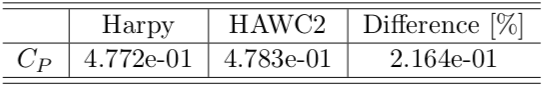 Harpy HAWC2 Difference [%]
C_P 4.772e-01 4.783e-01 2.164e-01